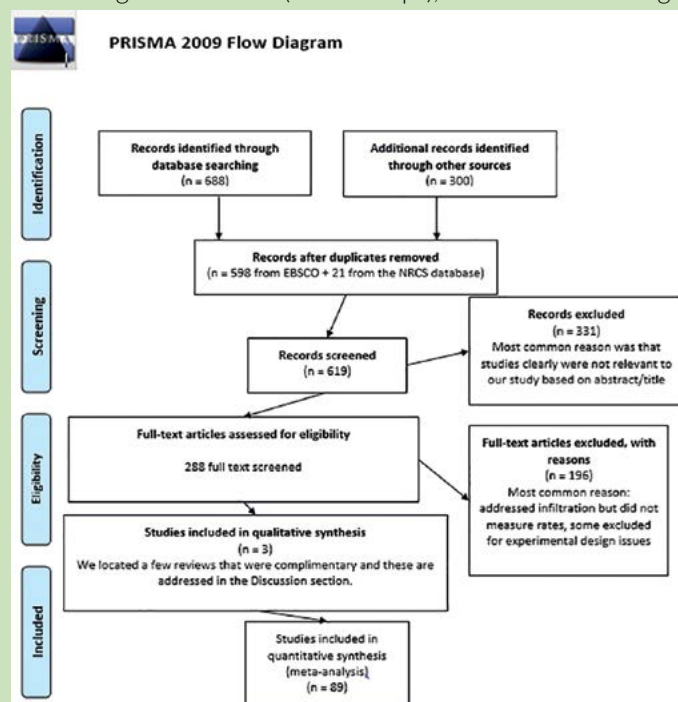 PRISMA
PRISMA 2009 Flow Diagram
Identification
Records identified through
database searching
(n = 688)
Additional records identified
through other sources
(n = 300)
Records after duplicates removed
(n = 598 from EBSCO + 21 from the NRCS database)
Screening
Records screened
(n = 619)
Records excluded
(n = 331)
Most common reason was that
studies clearly were not relevant to
our study based on abstract/title
Eligibility
Full-text articles assessed for eligibility
288 full text screened
Full-text articles excluded, with
reasons
(n = 196)
Most common reason:
addressed infiltration but did not
measure rates, some excluded
for experimental design issues
Studies included in qualitative synthesis
(n = 3)
We located a few reviews that were complimentary and these are
addressed in the Discussion section.
Included
Studies included in
quantitative synthesis
(meta-analysis)
(n = 89)